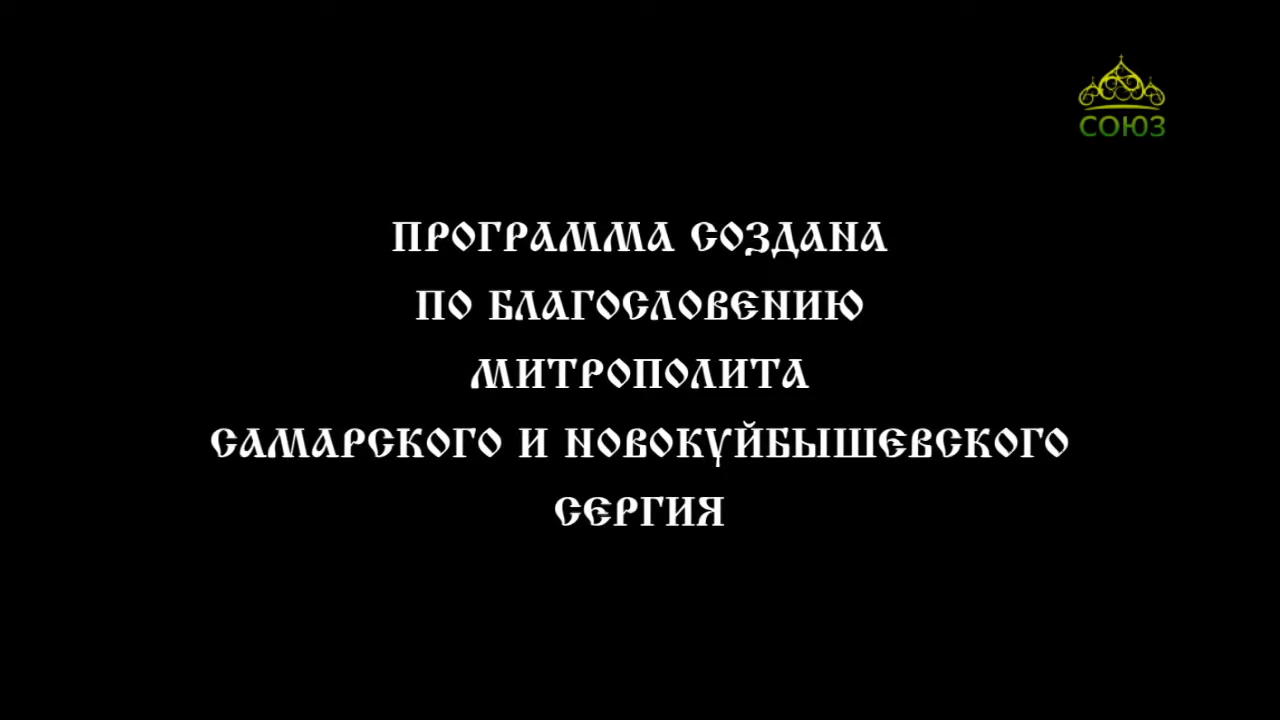 СОЮЗ
ПРОГРАММА СОЗДАНА
ПО БЛАГОСЛОВЕНИЮ
МИТРОПОЛИТА
САМАРСКОГО И НОВОКУЙБЫШЕВСКОГО
СЕРГИЯ